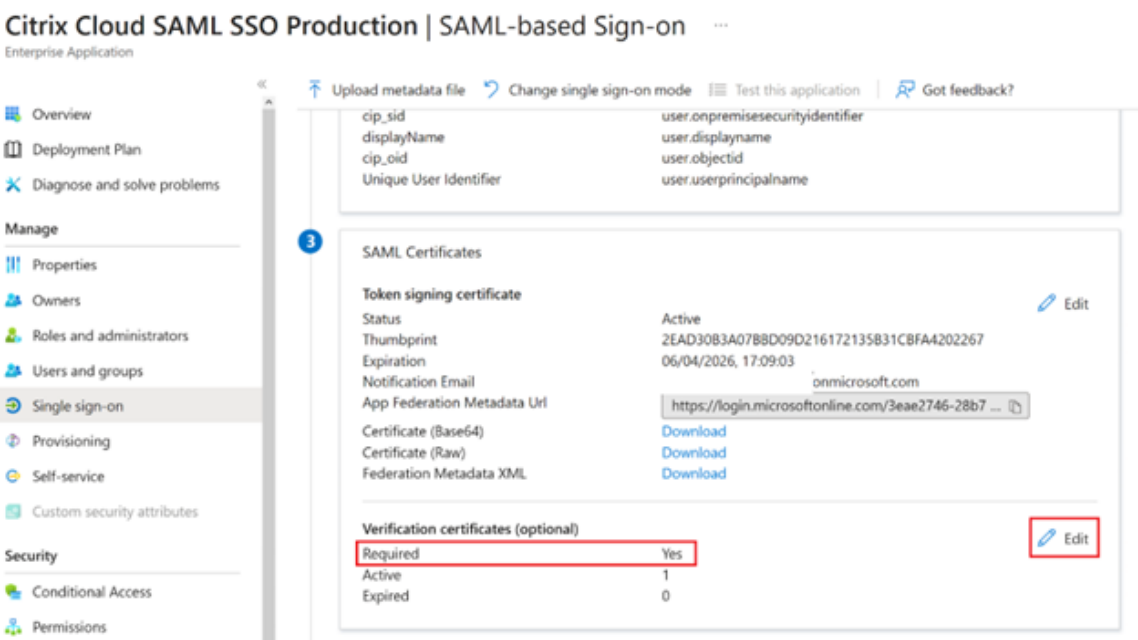 Citrix Cloud SAML SSO Production | SAML-based Sign-on ...
Enterprise Application
Upload metadata file Change single sign-on mode Test this application Got feedback?
Overview
Deployment Plan
Diagnose and solve problems
Manage
Properties
Owners
Roles and administrators
Users and groups
Single sign-on
Provisioning
Self-service
Custom security attributes
Security
Conditional Access
Permissions
cip_sid user.onpremisesecurityidentifier
displayName user.displayname
cip_oid user.objectid
Unique User Identifier user.userprincipalname
3
SAML Certificates
Token signing certificate Edit
Status Active
Thumbprint 2EAD30B3A07BBD09D216172135B31CBFA4202267
Expiration 06/04/2026, 17:09:03
Notification Email onmicrosoft.com
App Federation Metadata Url https://login.microsoftonline.com/3eae2746-28b7 ...
Certificate (Base64) Download
Certificate (Raw) Download
Federation Metadata XML Download
Verification certificates (optional) Edit
Required Yes
Active 1
Expired 0